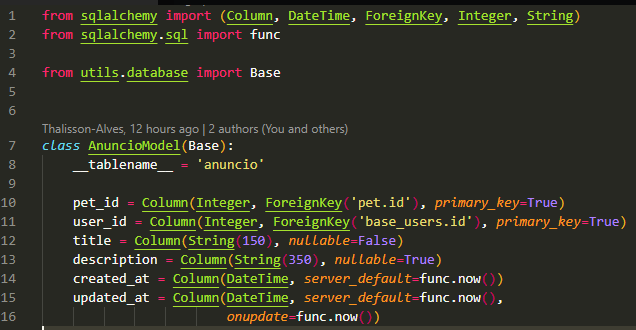 1 from sqlalchemy import (Column, DateTime, ForeignKey, Integer, String)
2 from sqlalchemy.sql import func
3
4 from utils.database import Base
5
6
Thalisson-Alves, 12 hours ago | 2 authors (You and others)
7 class AnuncioModel(Base):
8     __tablename__ = 'anuncio'
9
10     pet_id = Column(Integer, ForeignKey('pet.id'), primary_key=True)
11     user_id = Column(Integer, ForeignKey('base_users.id'), primary_key=True)
12     title = Column(String(150), nullable=False)
13     description = Column(String(350), nullable=True)
14     created_at = Column(DateTime, server_default=func.now())
15     updated_at = Column(DateTime, server_default=func.now(),
16                         onupdate=func.now())